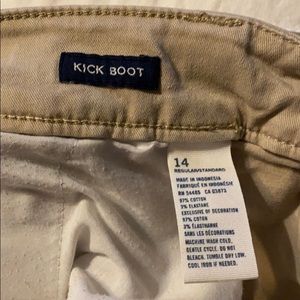 KICK BOOT
14
REGULAR/STANDARD
MADE IN INDONESIA
FABRIQUÉ EN INDONÉSIE
RN 54485 CA 03873
97% COTTON
3% ELASTANE
EXCLUSIVE OF DECORATION
97% COTON
3% ÉLASTHANNE
SANS LES DÉCORATIONS
MACHINE WASH COLD,
GENTLE CYCLE. DO NOT
BLEACH. TUMBLE DRY LOW.
COOL IRON IF NEEDED.